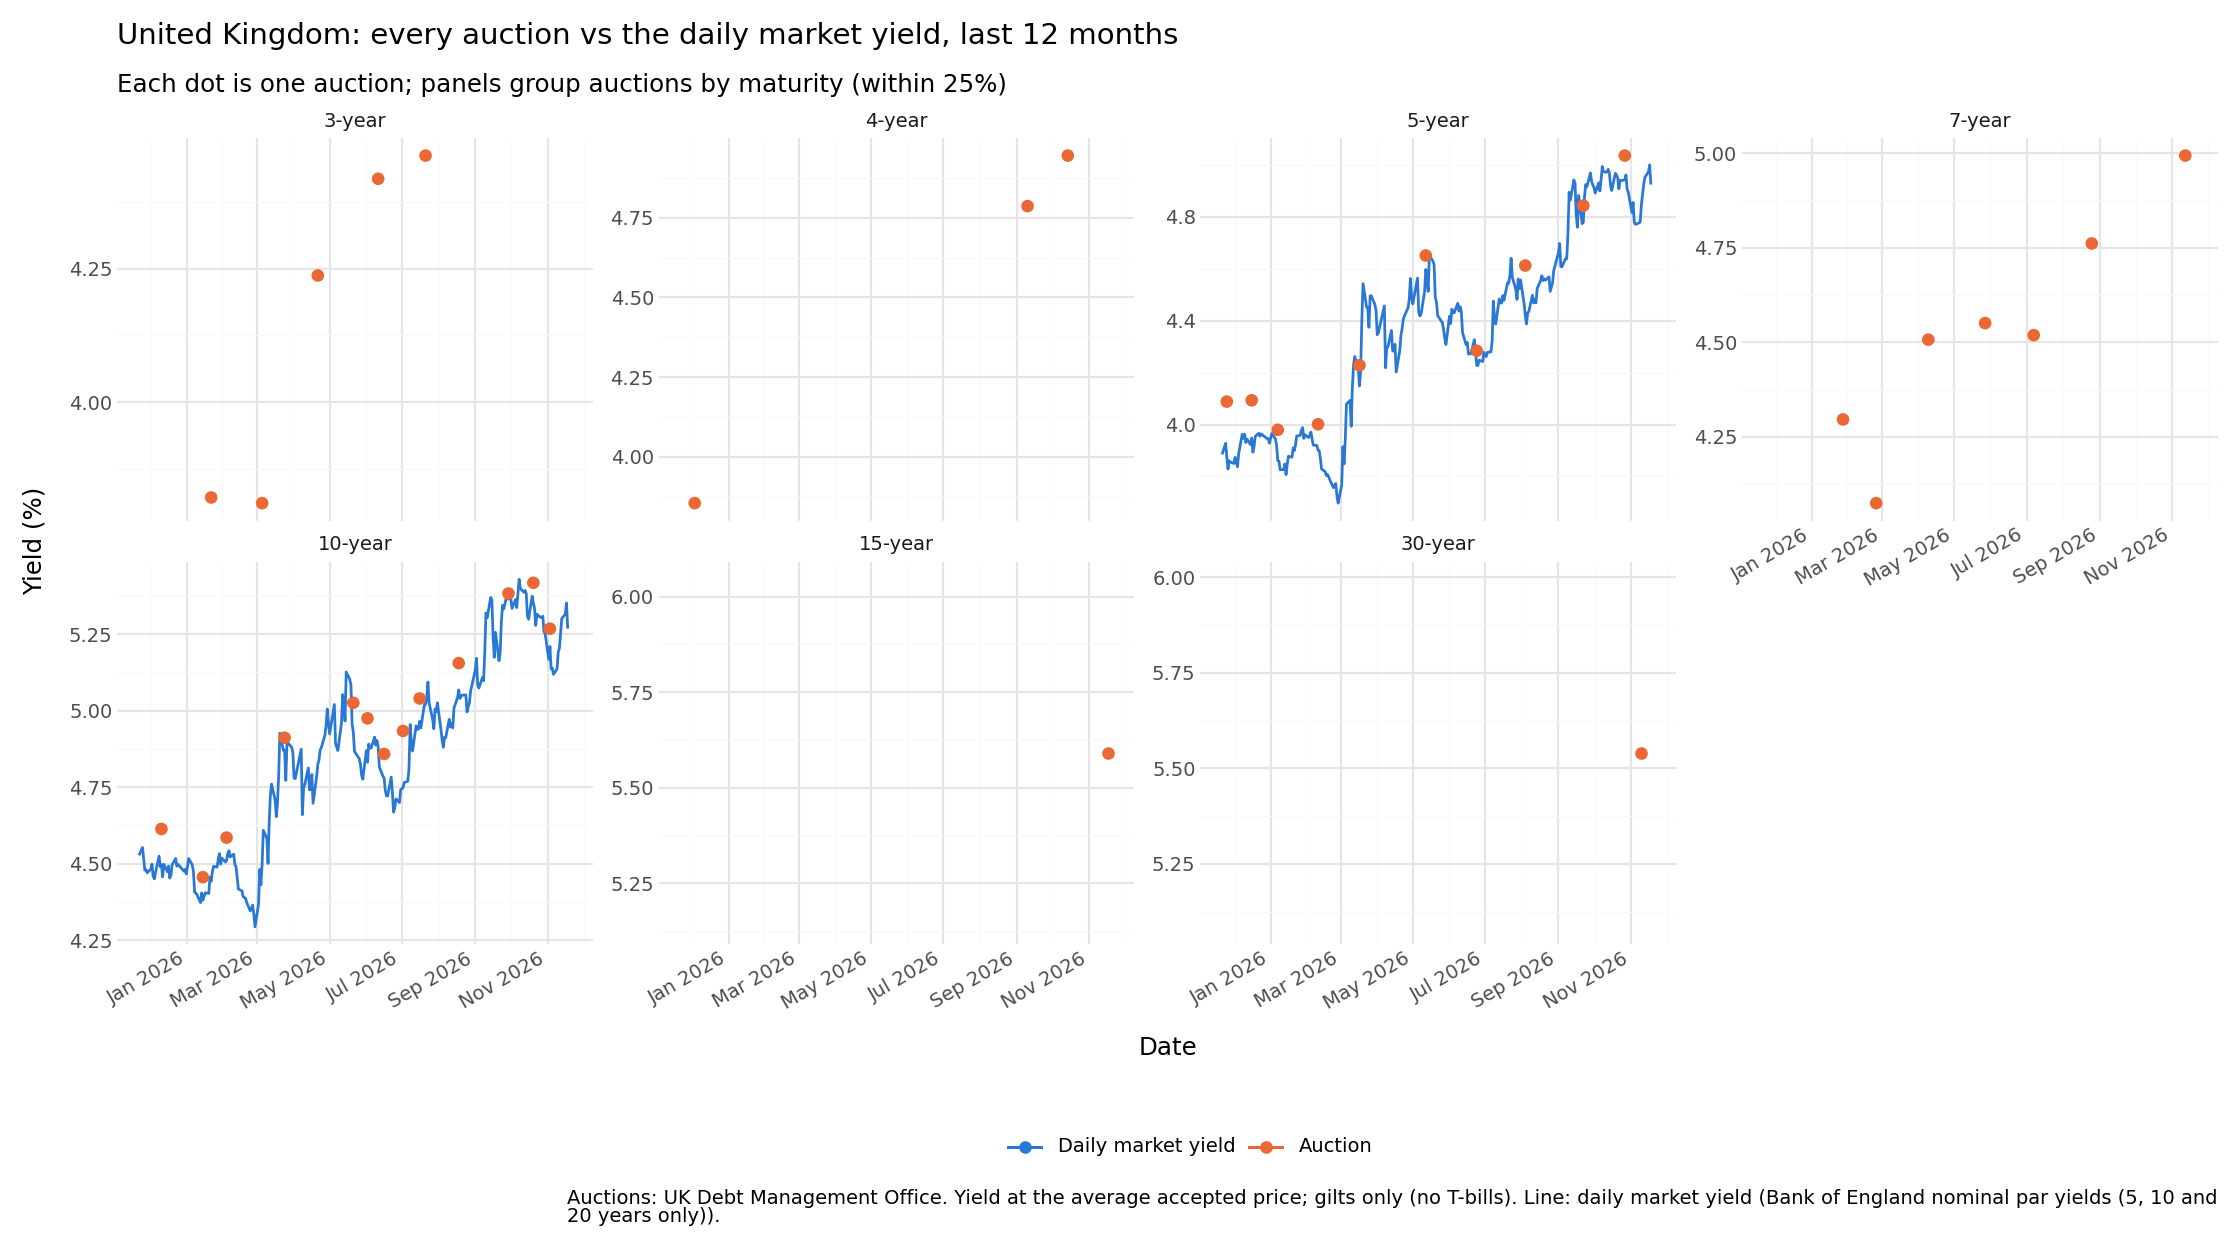 United Kingdom: every auction vs the daily market yield, last 12 months
Each dot is one auction; panels group auctions by maturity (within 25%)
3-year
4-year
5-year
7-year
4.25
4.00
4.75
4.50
4.25
4.00
4.8
4.4
4.0
5.00
4.75
4.50
4.25
Jan 2026
Mar 2026
May 2026
Jul 2026
Sep 2026
Nov 2026
Yield (%)
10-year
15-year
30-year
5.25
5.00
4.75
4.50
4.25
6.00
5.75
5.50
5.25
6.00
5.75
5.50
5.25
Jan 2026
Mar 2026
May 2026
Jul 2026
Sep 2026
Nov 2026
Jan 2026
Mar 2026
May 2026
Jul 2026
Sep 2026
Nov 2026
Jan 2026
Mar 2026
May 2026
Jul 2026
Sep 2026
Nov 2026
Date
Daily market yield
Auction
Auctions: UK Debt Management Office. Yield at the average accepted price; gilts only (no T-bills). Line: daily market yield (Bank of England nominal par yields (5, 10 and
20 years only)).